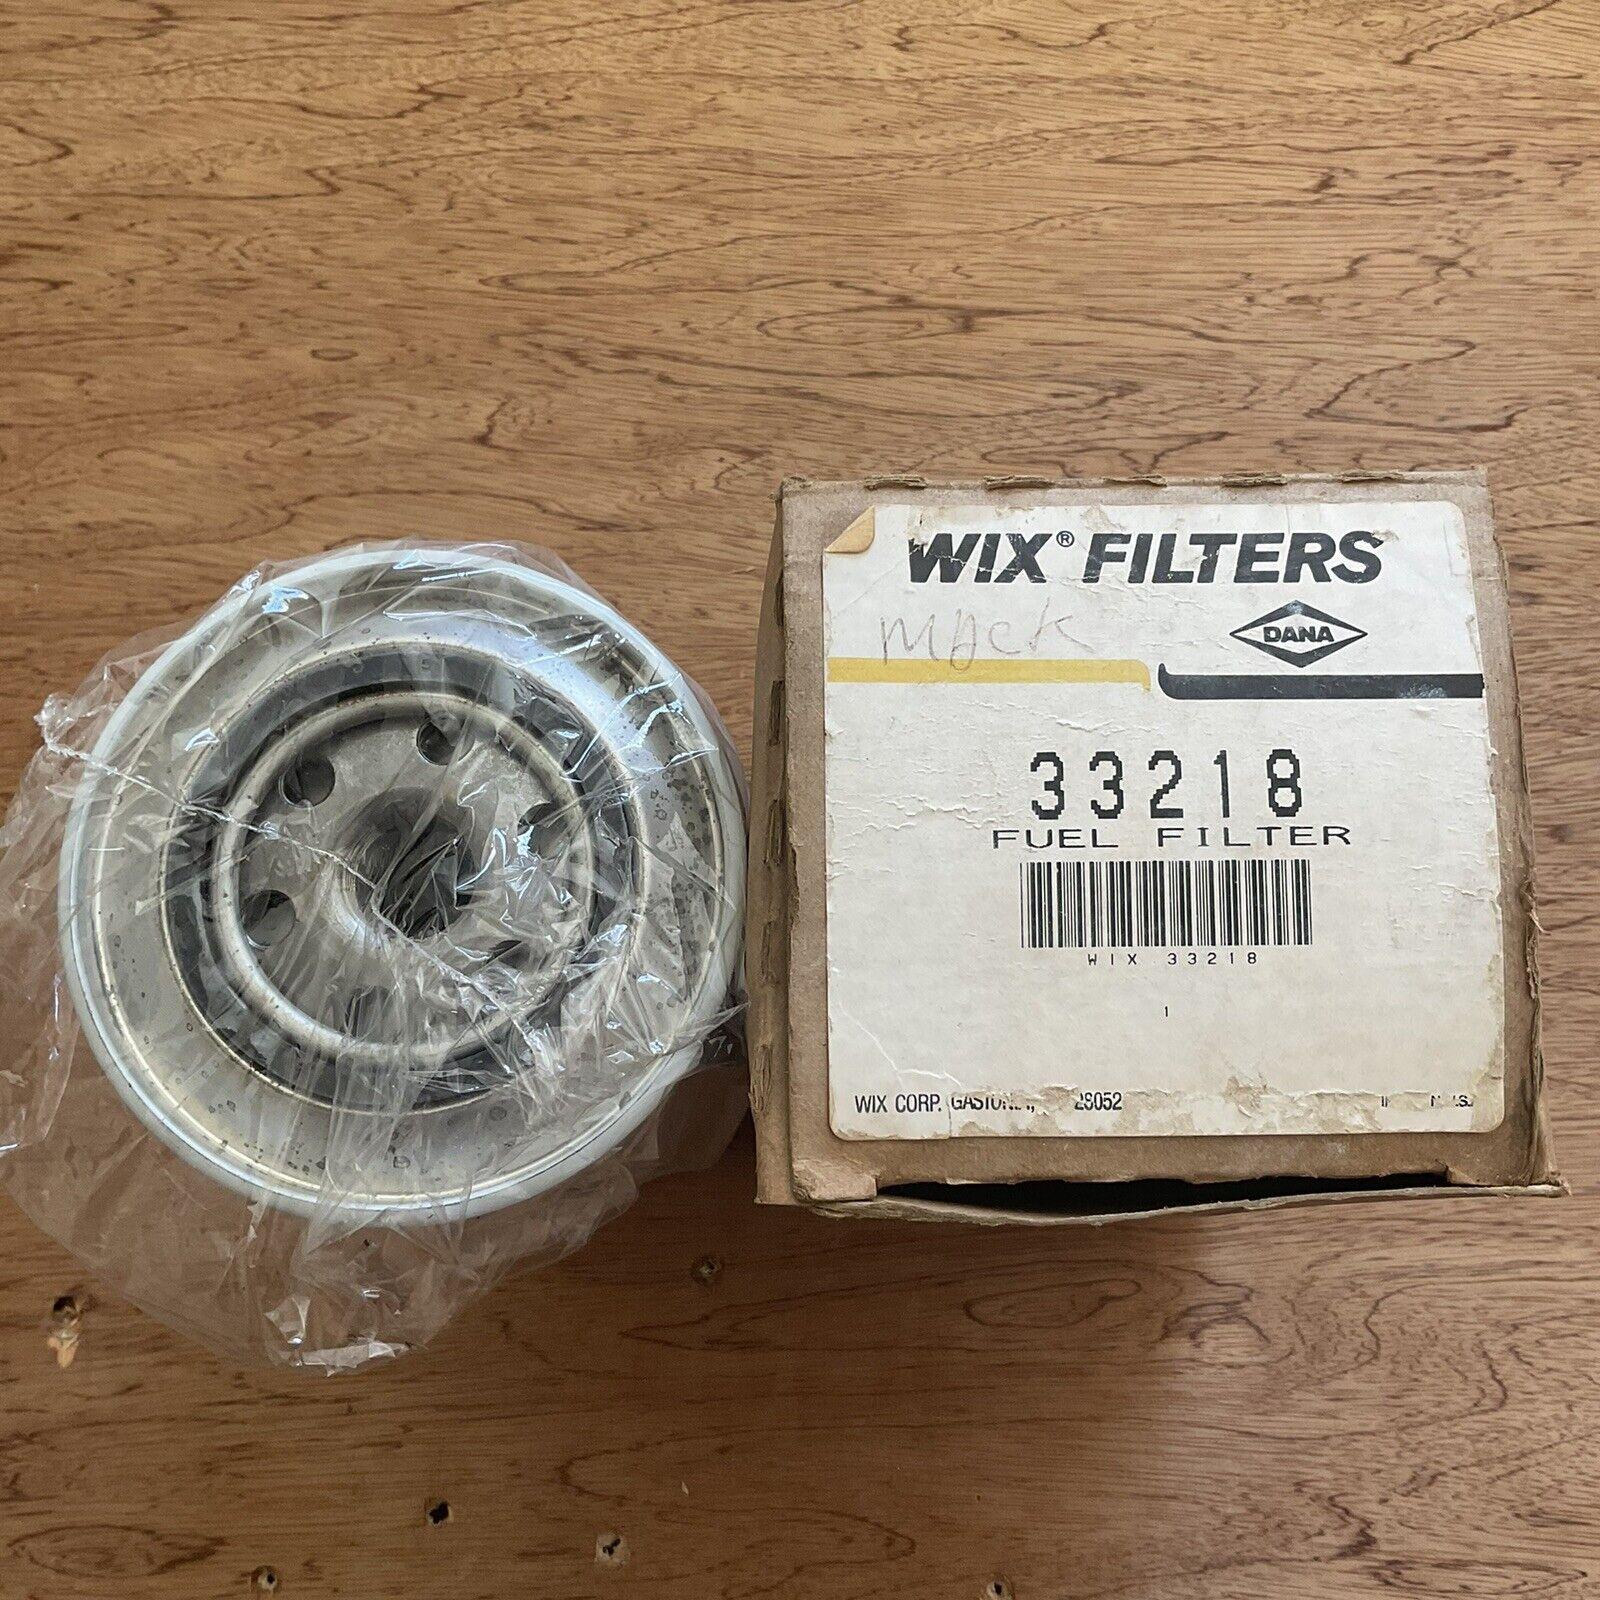 WIX® FILTERS
Mack
DANA
33218
FUEL FILTER
WIX 33218
1
WIX CORP. 28052